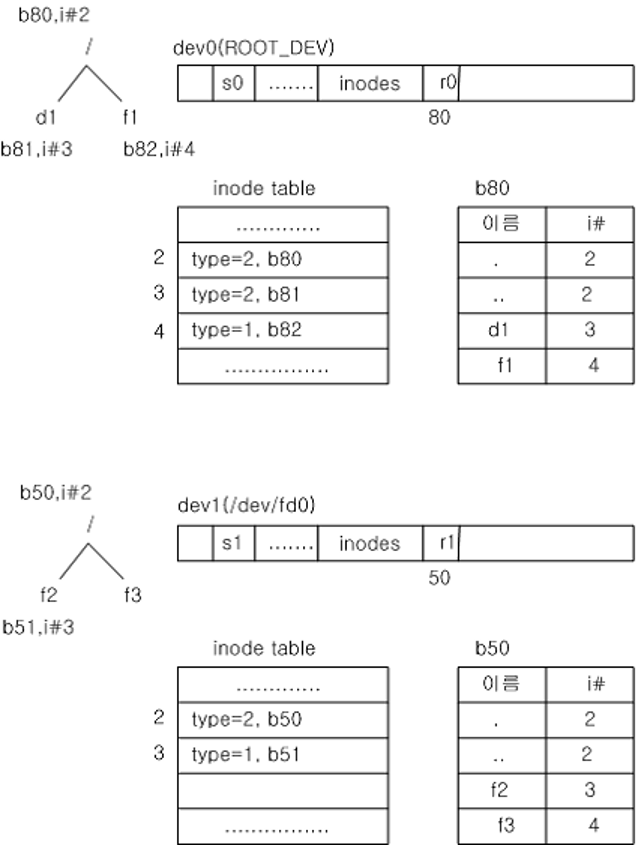 b80,i#2
/
d1 f1
b81,i#3 b82,i#4
dev0(ROOT_DEV)
s0 ....... inodes r0
80
inode table
.............
2 type=2, b80
3 type=2, b81
4 type=1, b82
................
b80
이름 i#
. 2
.. 2
d1 3
f1 4
b50,i#2
/
f2 f3
b51,i#3
dev1(/dev/fd0)
s1 ....... inodes r1
50
inode table
.............
2 type=2, b50
3 type=1, b51
................
b50
이름 i#
. 2
.. 2
f2 3
f3 4